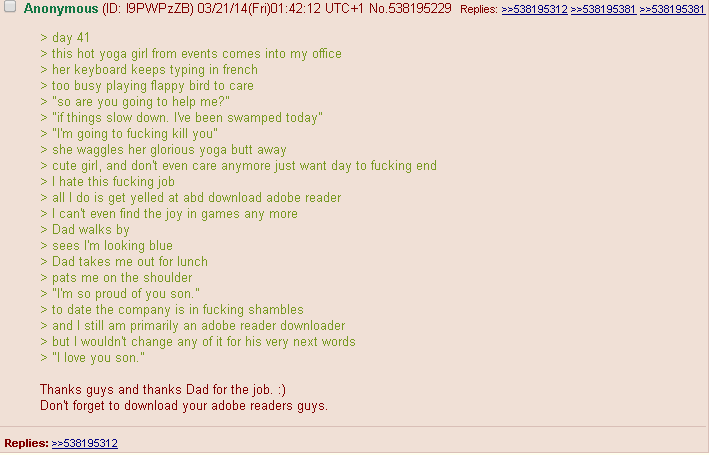 Anonymous (ID: I9PWPzZB) 03/21/14(Fri)01:42:12 UTC+1 No.538195229 Replies: >>538195312 >>538195381 >>538195381
> day 41
> this hot yoga girl from events comes into my office
> her keyboard keeps typing in french
> too busy playing flappy bird to care
> "so are you going to help me?"
> "if things slow down. I've been swamped today"
> "I'm going to fucking kill you"
> she waggles her glorious yoga butt away
> cute girl, and don't even care anymore just want day to fucking end
> I hate this fucking job
> all I do is get yelled at abd download adobe reader
> I can't even find the joy in games any more
> Dad walks by
> sees I'm looking blue
> Dad takes me out for lunch
> pats me on the shoulder
> "I'm so proud of you son."
> to date the company is in fucking shambles
> and I still am primarily an adobe reader downloader
> but I wouldn't change any of it for his very next words
> "I love you son."
Thanks guys and thanks Dad for the job. :)
Don't forget to download your adobe readers guys.
Replies: >>538195312